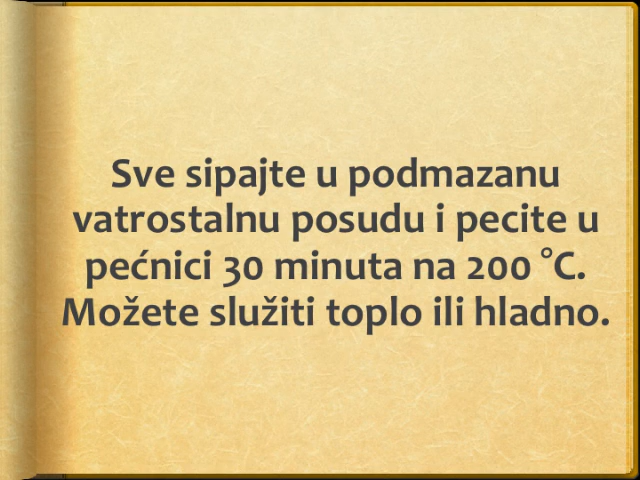 Sve sipajte u podmazanu
vatrostalnu posudu i pecite u
pećnici 30 minuta na 200 °C.
Možete služiti toplo ili hladno.